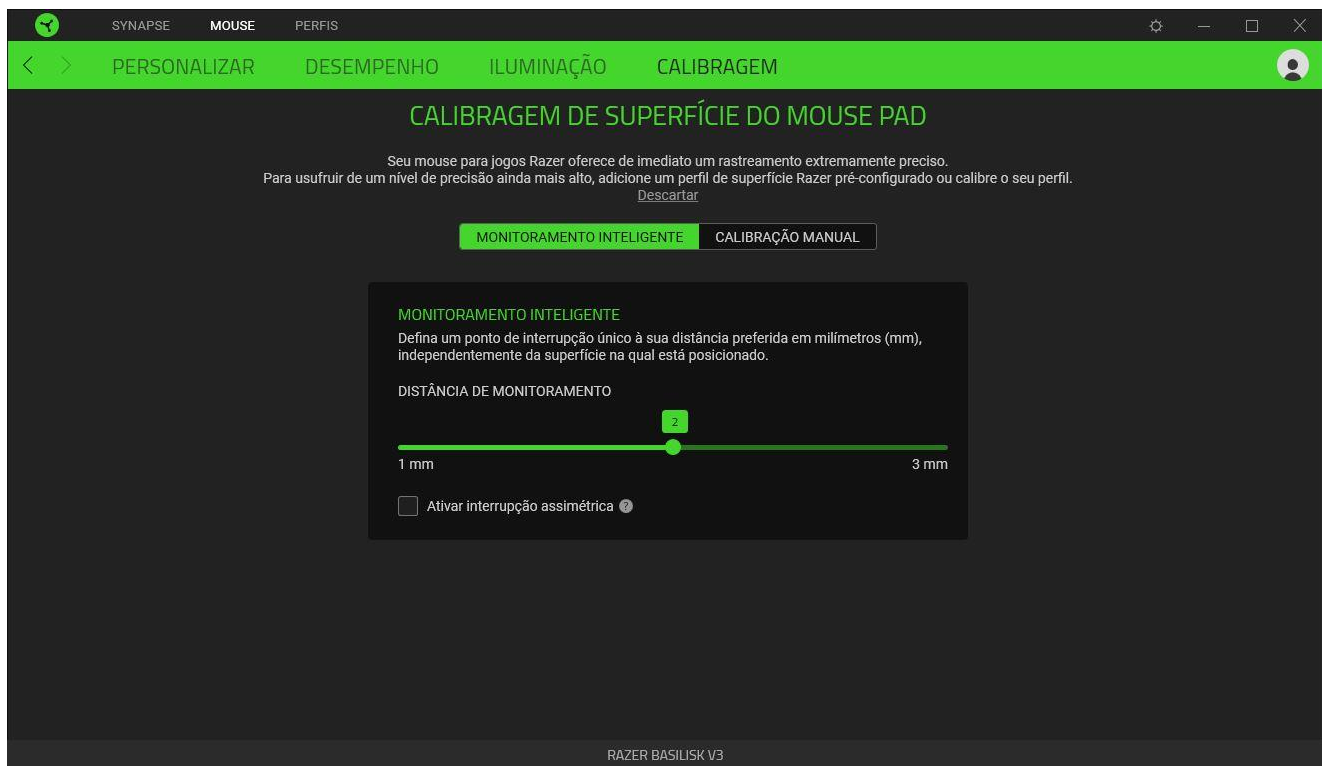 SYNAPSE MOUSE PERFIS
PERSONALIZAR DESEMPENHO ILUMINAÇÃO CALIBRAGEM
CALIBRAGEM DE SUPERFÍCIE DO MOUSE PAD
Seu mouse para jogos Razer oferece de imediato um rastreamento extremamente preciso.
Para usufruir de um nível de precisão ainda mais alto, adicione um perfil de superfície Razer pré-configurado ou calibre o seu perfil.
Descartar
MONITORAMENTO INTELIGENTE CALIBRAÇÃO MANUAL
MONITORAMENTO INTELIGENTE
Defina um ponto de interrupção único à sua distância preferida em milímetros (mm),
independentemente da superfície na qual está posicionado.
DISTÂNCIA DE MONITORAMENTO
2
1 mm 3 mm
Ativar interrupção assimétrica ?
RAZER BASILISK V3